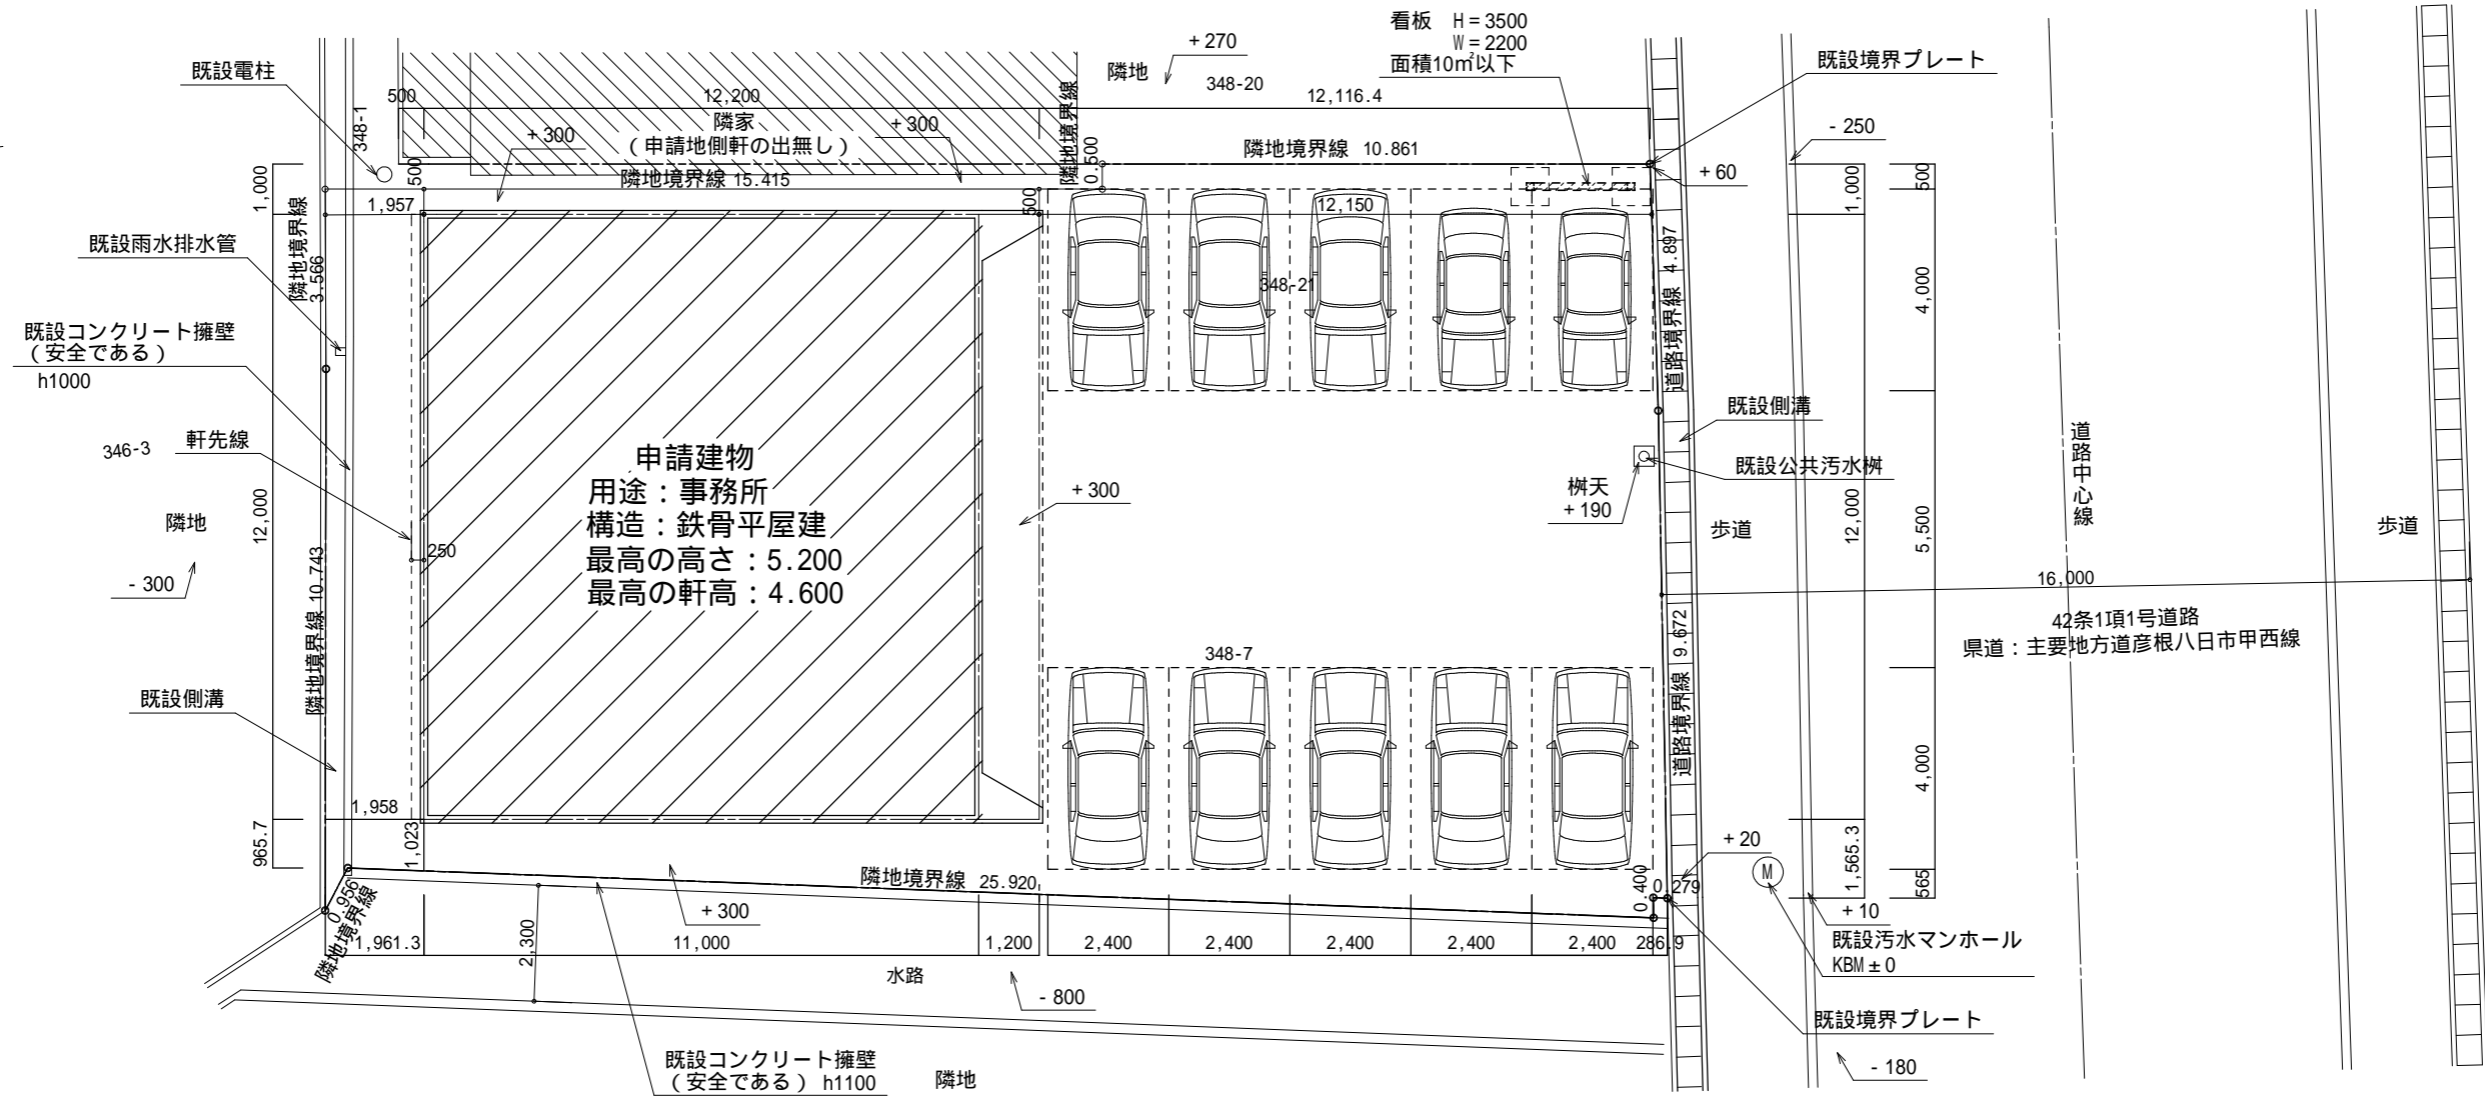 看板 H=3500
W=2200
面積10㎡以下
+270
隣地
348-20
既設境界プレート
既設電柱
500
12,200
12,116.4
348-1
隣家
(申請地側軒の出無し)
+300
+300
隣地境界線
隣地境界線 10.861
-250
0.500
500
隣地境界線 15.415
+60
1,000
1,957
500
12,150
1,000
500
隣地境界線
3.566
既設雨水排水管
348-21
道路境界線 4.897
4,000
既設コンクリート擁壁
(安全である)
h1000
既設側溝
346-3
軒先線
申請建物
用途:事務所
構造:鉄骨平屋建
最高の高さ:5.200
最高の軒高:4.600
250
+300
既設公共汚水桝
桝天
+190
道路中心線
歩道
歩道
12,000
隣地
-300
隣地境界線 10.743
12,000
5,500
16,000
42条1項1号道路
県道:主要地方道彦根八日市甲西線
348-7
道路境界線 9.672
既設側溝
4,000
1,958
965.7
1,023
+20
1,565.3
565
M
隣地境界線 25.920
0.400
0.279
0.956
隣地境界線
+300
+10
既設汚水マンホール
KBM±0
1,961.3
11,000
1,200
2,400
2,400
2,400
2,400
2,400
286.9
2,300
水路
-800
既設境界プレート
既設コンクリート擁壁
(安全である) h1100
隣地
-180